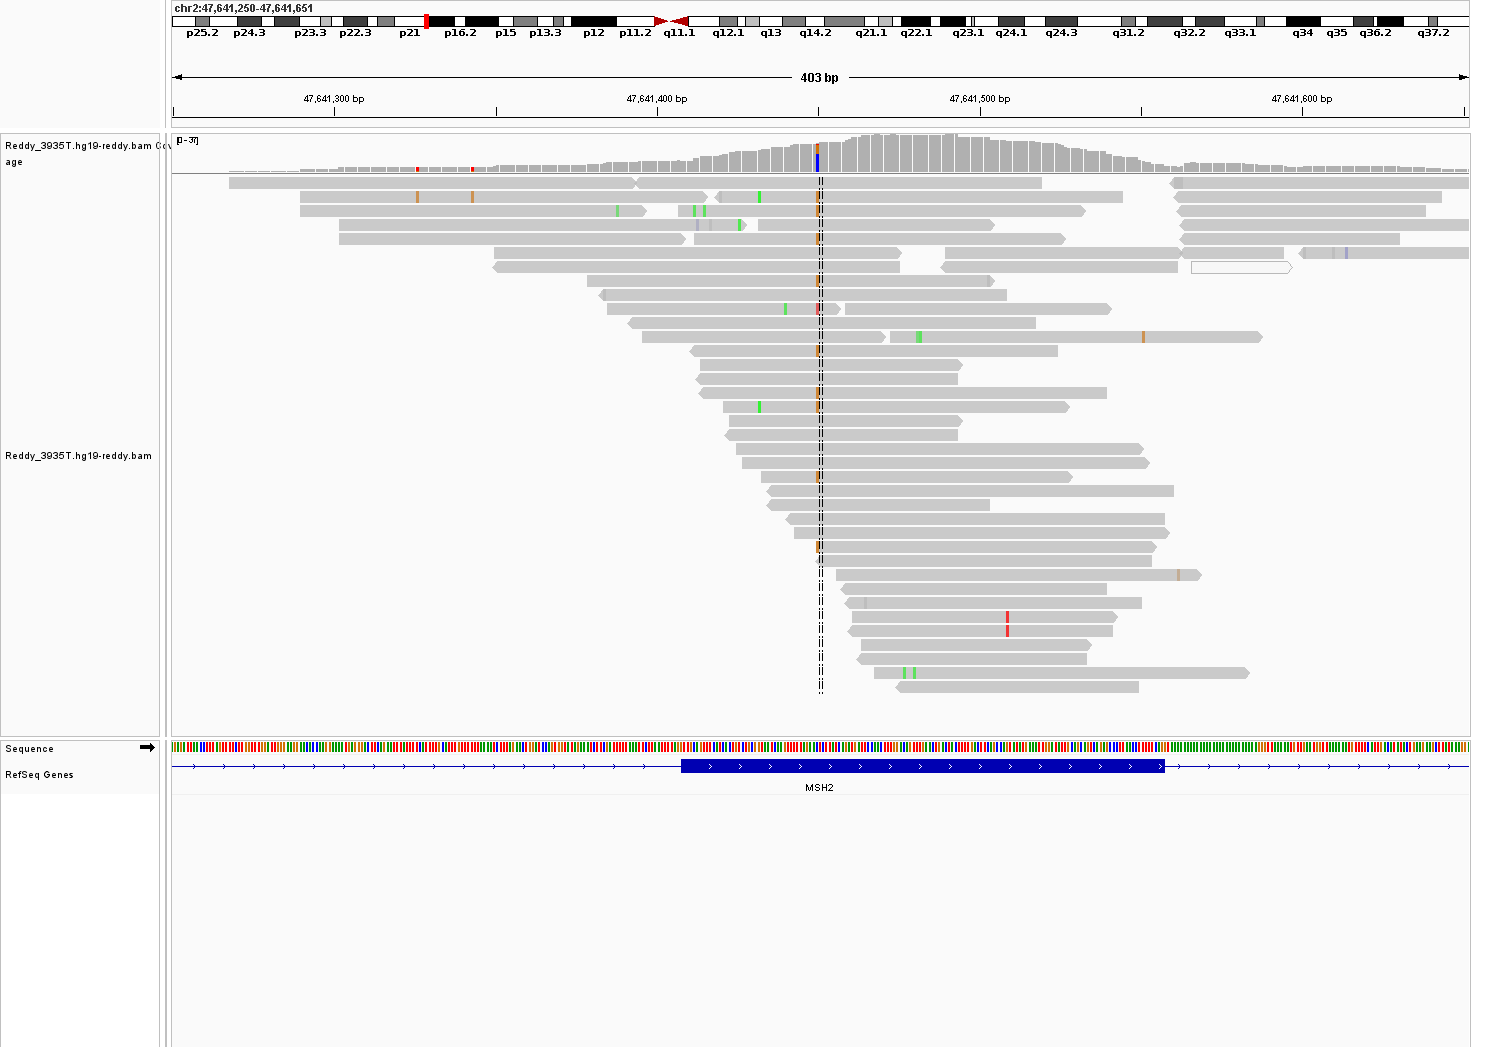 chr2:47,641,250-47,641,651
p25.2 p24.3 p23.3 p22.3 p21 p16.2 p15 p13.3 p12 p11.2 q11.1 q12.1 q13 q14.2 q21.1 q22.1 q23.1 q24.1 q24.3 q31.2 q32.2 q33.1 q34 q35 q36.2 q37.2
403 bp
47,641,300 bp 47,641,400 bp 47,641,500 bp 47,641,600 bp
Reddy_3935T.hg19-reddy.bam Cov
age
[0 - 37]
Reddy_3935T.hg19-reddy.bam
Sequence
RefSeq Genes
MSH2